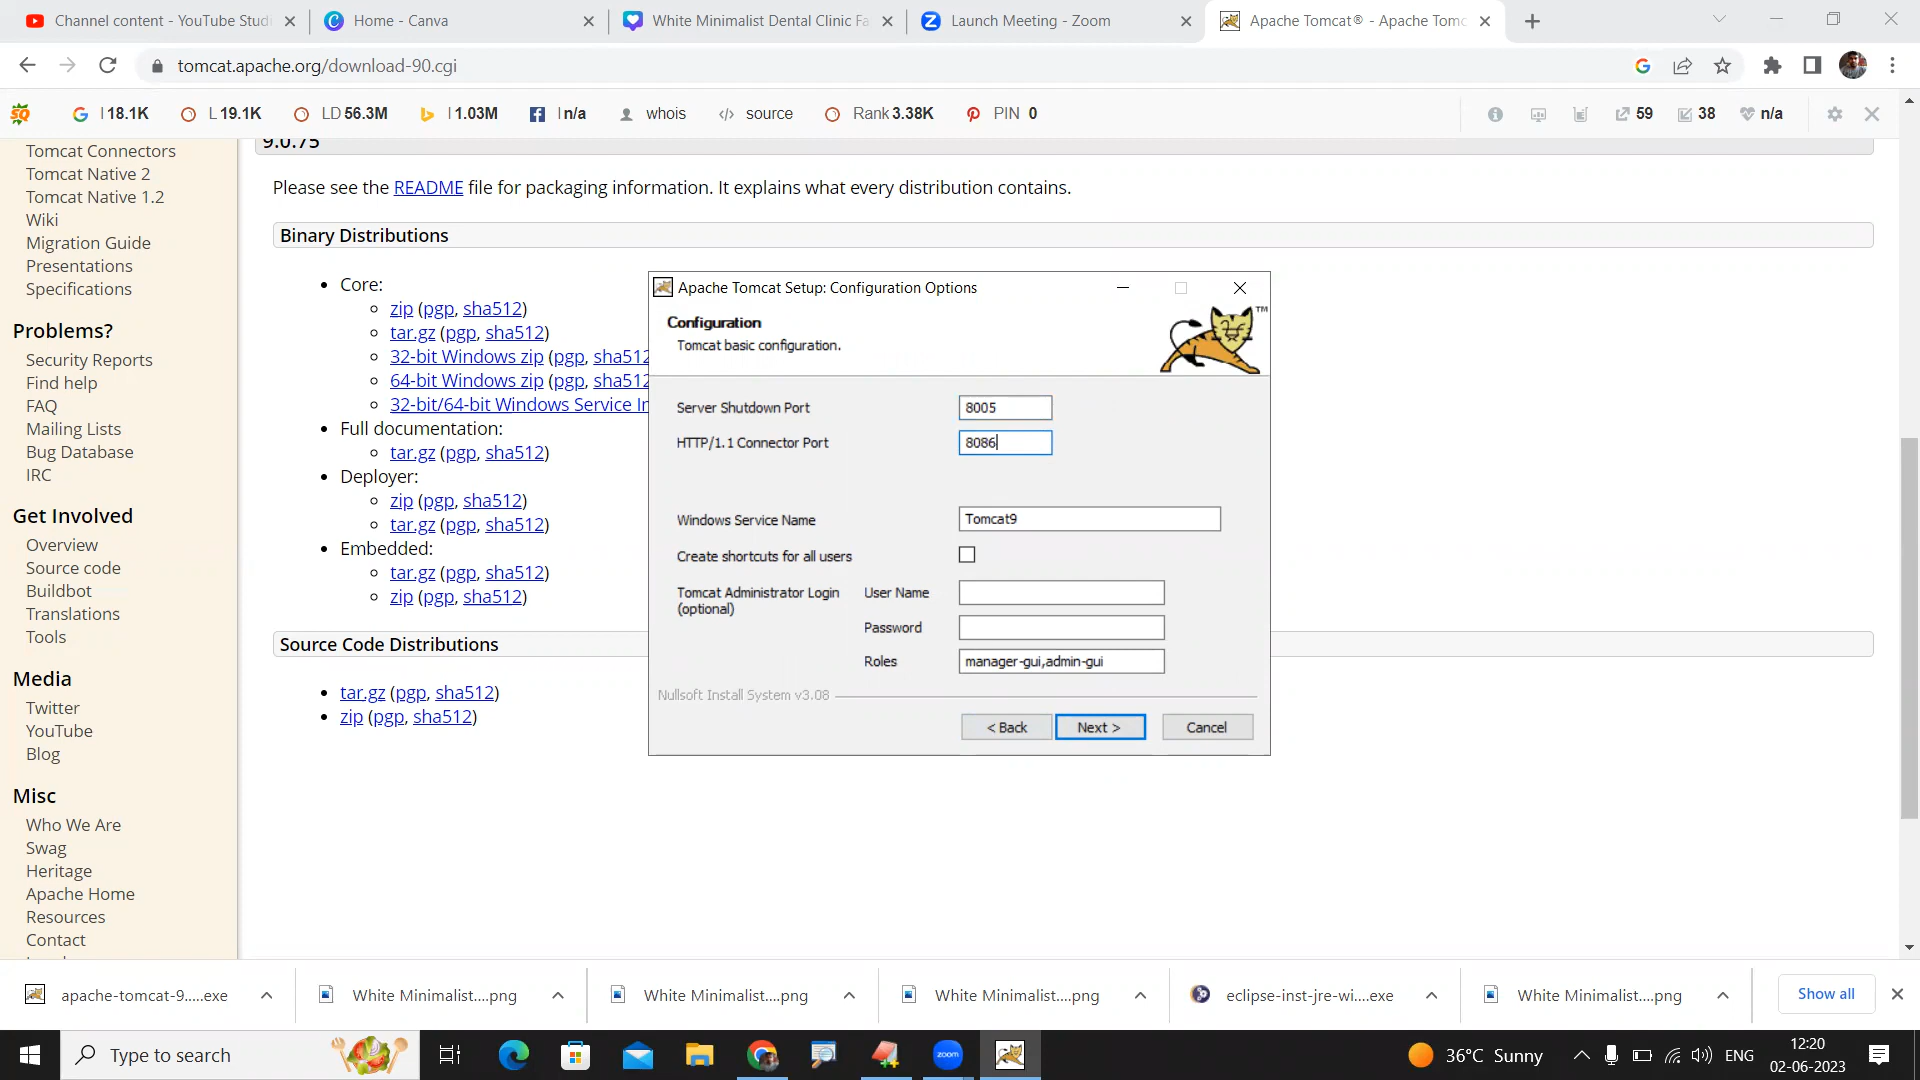 Channel content - YouTube Studi
Home - Canva
White Minimalist Dental Clinic Fa
Launch Meeting - Zoom
Apache Tomcat® - Apache Tomc
tomcat.apache.org/download-90.cgi
I 18.1K
L 19.1K
LD 56.3M
I 1.03M
I n/a
whois
source
Rank 3.38K
PIN 0
59
38
n/a
Tomcat Connectors
Tomcat Native 2
Tomcat Native 1.2
Wiki
Migration Guide
Presentations
Specifications
Problems?
Security Reports
Find help
FAQ
Mailing Lists
Bug Database
IRC
Get Involved
Overview
Source code
Buildbot
Translations
Tools
Media
Twitter
YouTube
Blog
Misc
Who We Are
Swag
Heritage
Apache Home
Resources
Contact
9.0.75
Please see the README file for packaging information. It explains what every distribution contains.
Binary Distributions
Core:
zip (pgp, sha512)
tar.gz (pgp, sha512)
32-bit Windows zip (pgp, sha512
64-bit Windows zip (pgp, sha512
32-bit/64-bit Windows Service In
Full documentation:
tar.gz (pgp, sha512)
Deployer:
zip (pgp, sha512)
tar.gz (pgp, sha512)
Embedded:
tar.gz (pgp, sha512)
zip (pgp, sha512)
Source Code Distributions
tar.gz (pgp, sha512)
zip (pgp, sha512)
Apache Tomcat Setup: Configuration Options
Configuration
Tomcat basic configuration.
TM
Server Shutdown Port 8005
HTTP/1.1 Connector Port 8086
Windows Service Name Tomcat9
Create shortcuts for all users
Tomcat Administrator Login (optional)
User Name
Password
Roles manager-gui,admin-gui
Nullsoft Install System v3.08
< Back
Next >
Cancel
apache-tomcat-9.....exe
White Minimalist....png
White Minimalist....png
White Minimalist....png
eclipse-inst-jre-wi....exe
White Minimalist....png
Show all
Type to search
zoom
36°C Sunny
ENG
12:20
02-06-2023